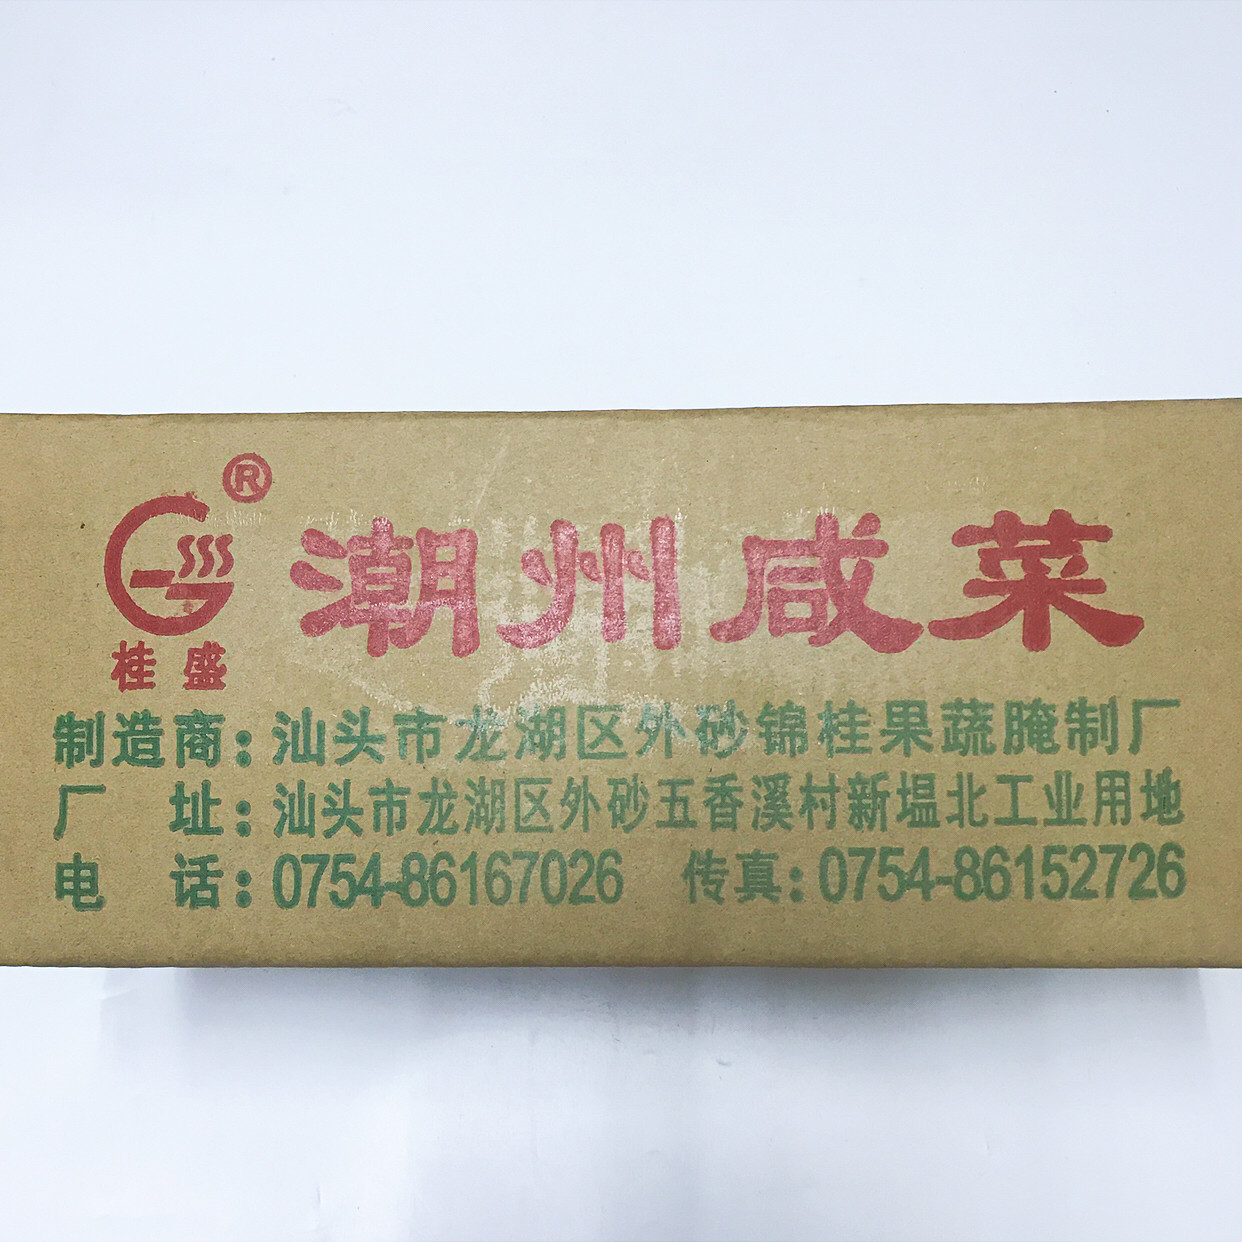 ®
潮州咸菜
桂盛
制造商：汕头市龙湖区外砂锦桂果蔬腌制厂
厂址：汕头市龙湖区外砂五香溪村新塭北工业用地
电话：0754-86167026 传真：0754-86152726